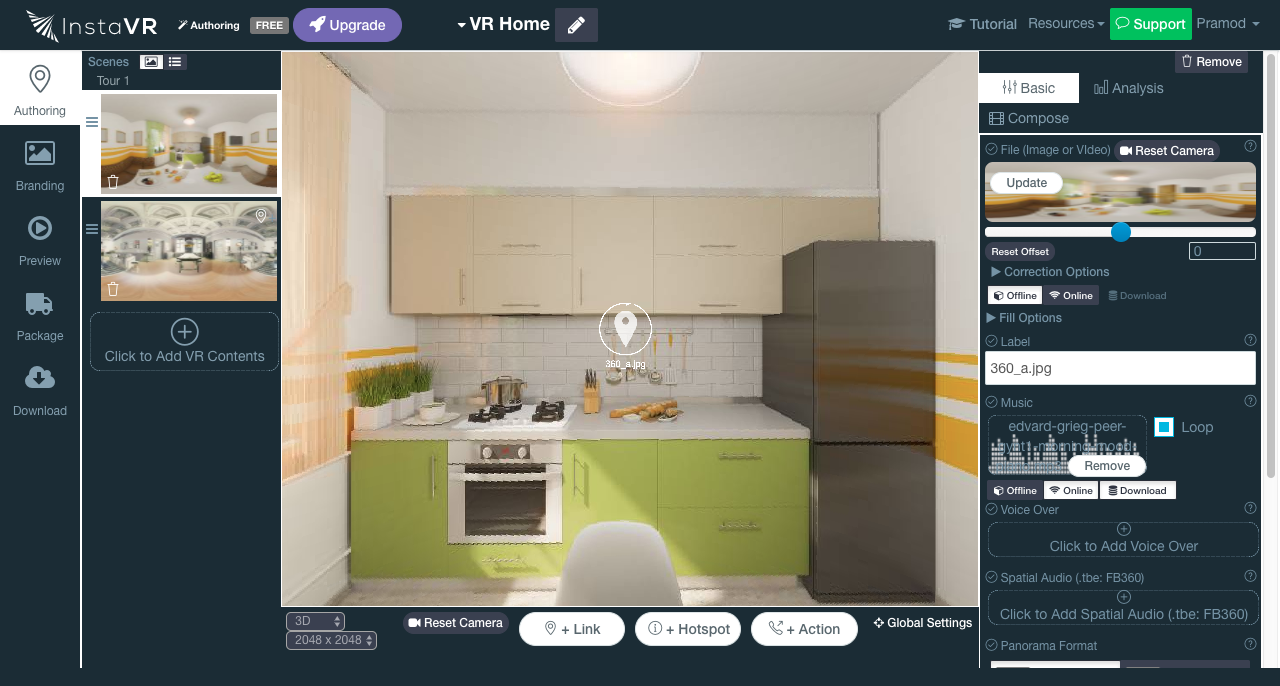 InstaVR
Authoring
FREE
Upgrade
VR Home
Tutorial
Resources
Support
Pramod
Authoring
Branding
Preview
Package
Download
Scenes
Tour 1
Click to Add VR Contents
360_a.jpg
3D
2048 x 2048
Reset Camera
+ Link
+ Hotspot
+ Action
Global Settings
Remove
Basic
Analysis
Compose
File (Image or VIdeo)
Reset Camera
Update
Reset Offset
0
Correction Options
Offline
Online
Download
Fill Options
Label
360_a.jpg
Music
edvard-grieg-peer-
Loop
Remove
Offline
Online
Download
Voice Over
Click to Add Voice Over
Spatial Audio (.tbe: FB360)
Click to Add Spatial Audio (.tbe: FB360)
Panorama Format